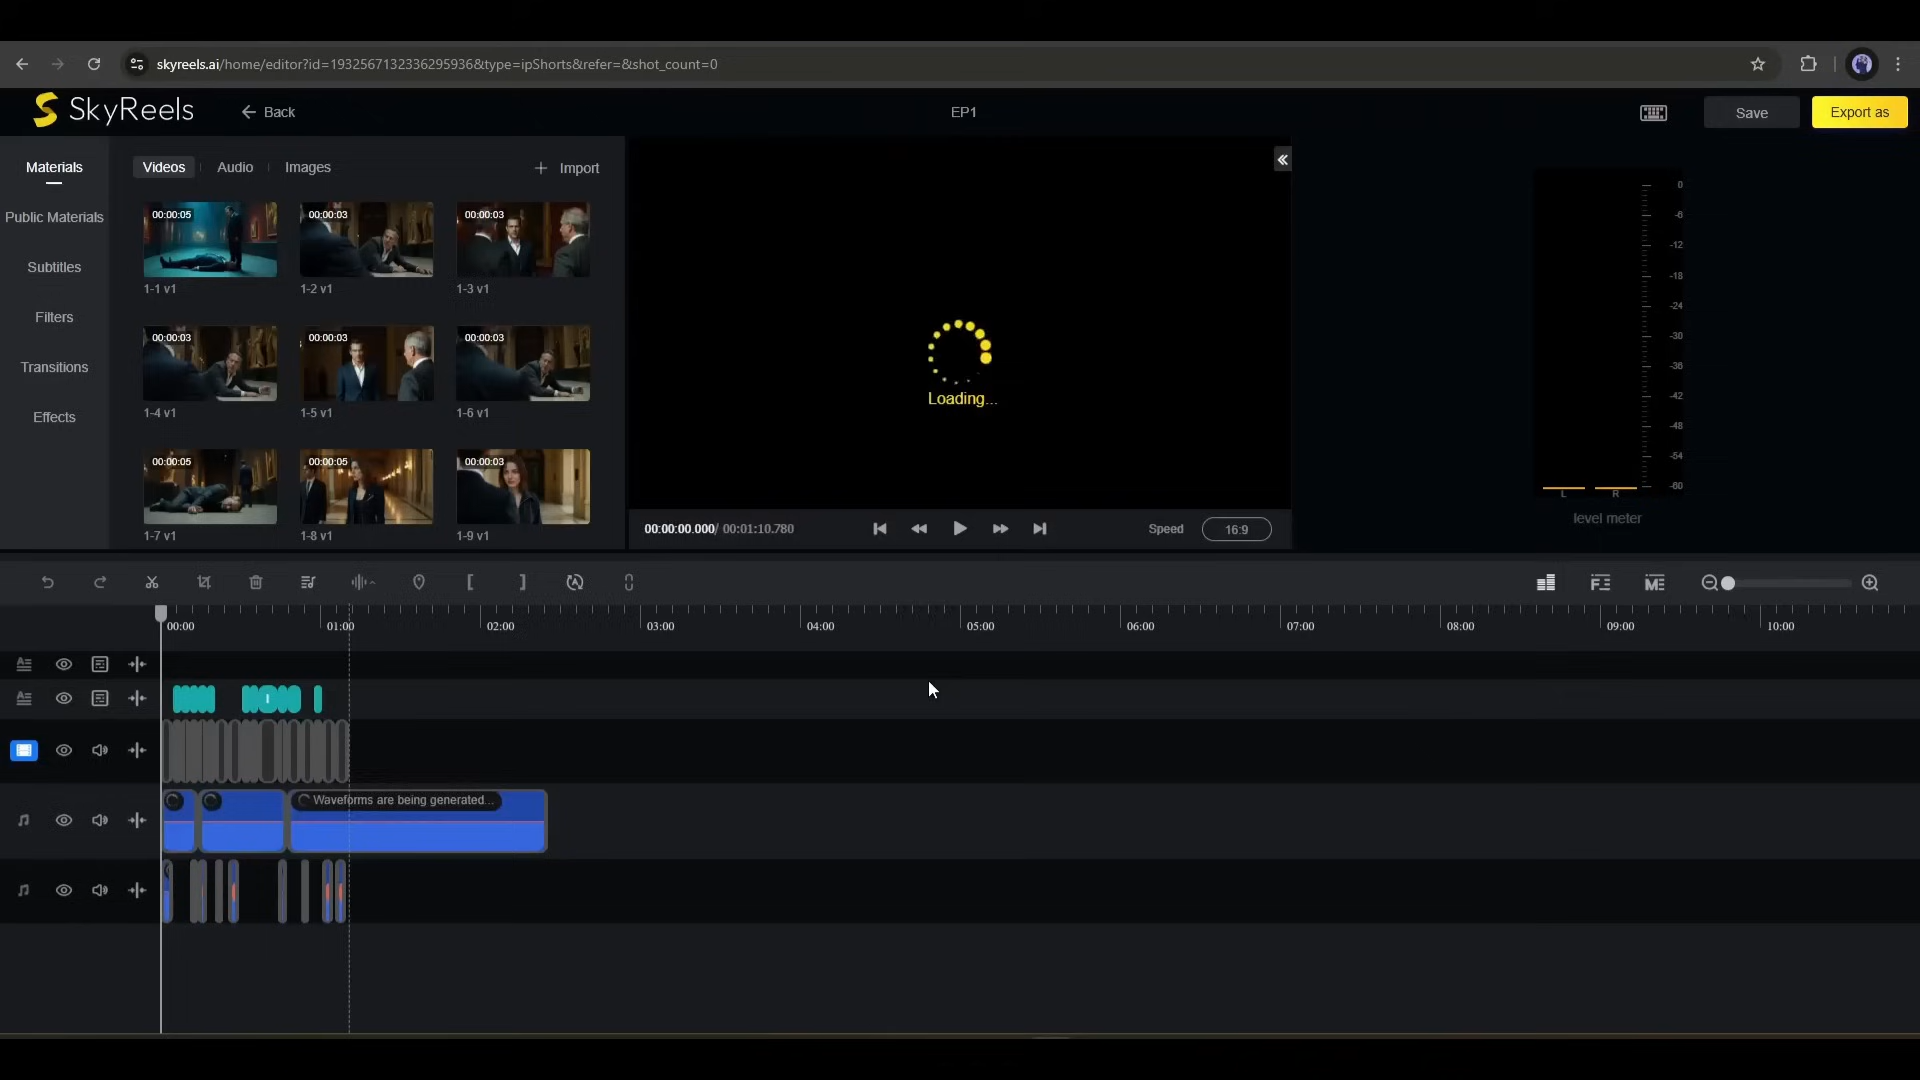 skyreels.ai/home/editor?id=1932567132336295936&type=ipShorts&refer=&shot_count=0
SkyReels
Back
EP1
Save
Export as
Materials
Videos
Audio
Images
Import
Public Materials
Subtitles
Filters
Transitions
Effects
00:00:05
00:00:03
00:00:03
1-1 v1
1-2 v1
1-3 v1
00:00:03
00:00:03
00:00:03
1-4 v1
1-5 v1
1-6 v1
00:00:05
00:00:05
00:00:03
1-7 v1
1-8 v1
1-9 v1
Loading...
00:00:00.000/ 00:01:10.780
Speed
16:9
0
-6
-12
-18
-24
-30
-36
-42
-48
-54
-60
L
R
level meter
00:00
01:00
02:00
03:00
04:00
05:00
06:00
07:00
08:00
09:00
10:00
Waveforms are being generated...